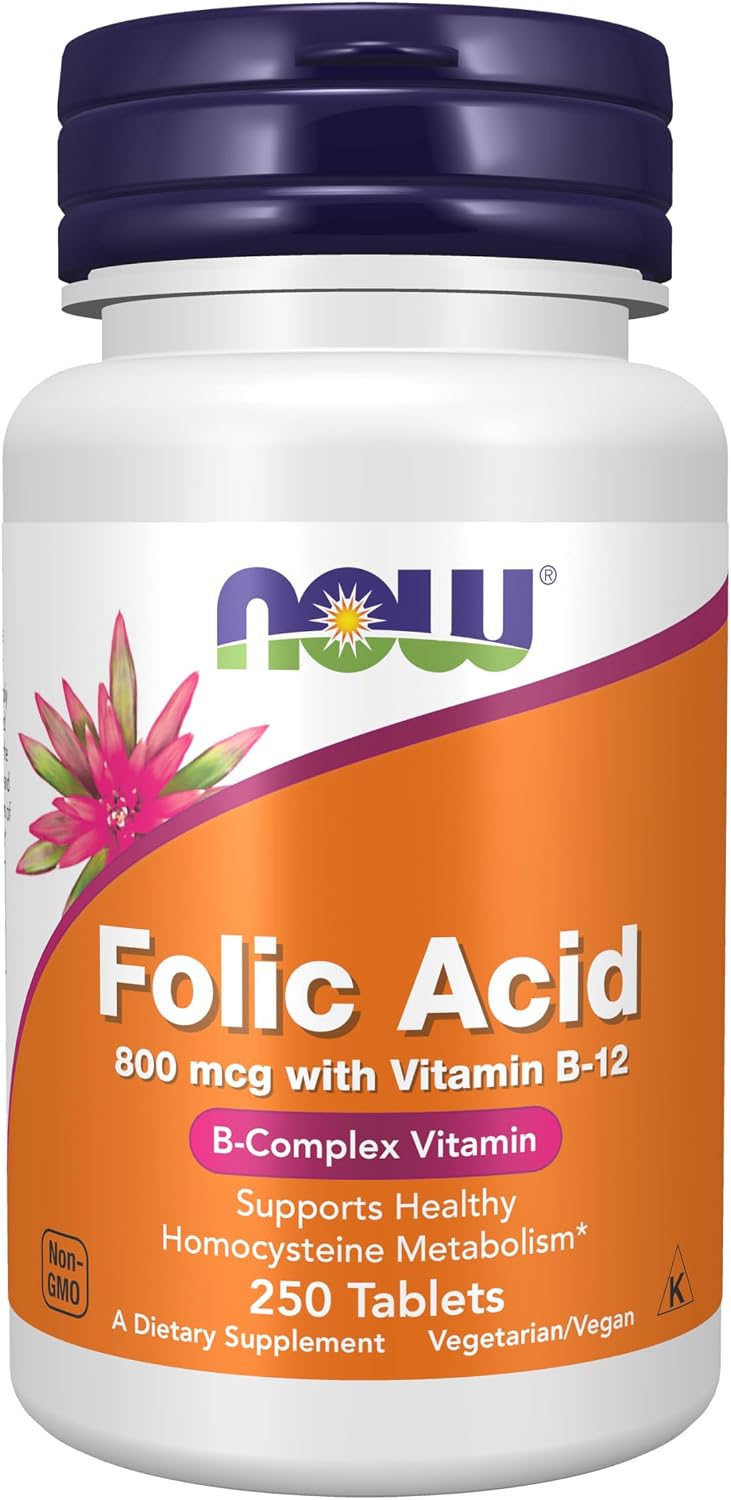 NOW®
Folic Acid
800 mcg with Vitamin B-12
B-Complex Vitamin
Supports Healthy
Homocysteine Metabolism*
250 Tablets
Non-
GMO
K
A Dietary Supplement Vegetarian/Vegan